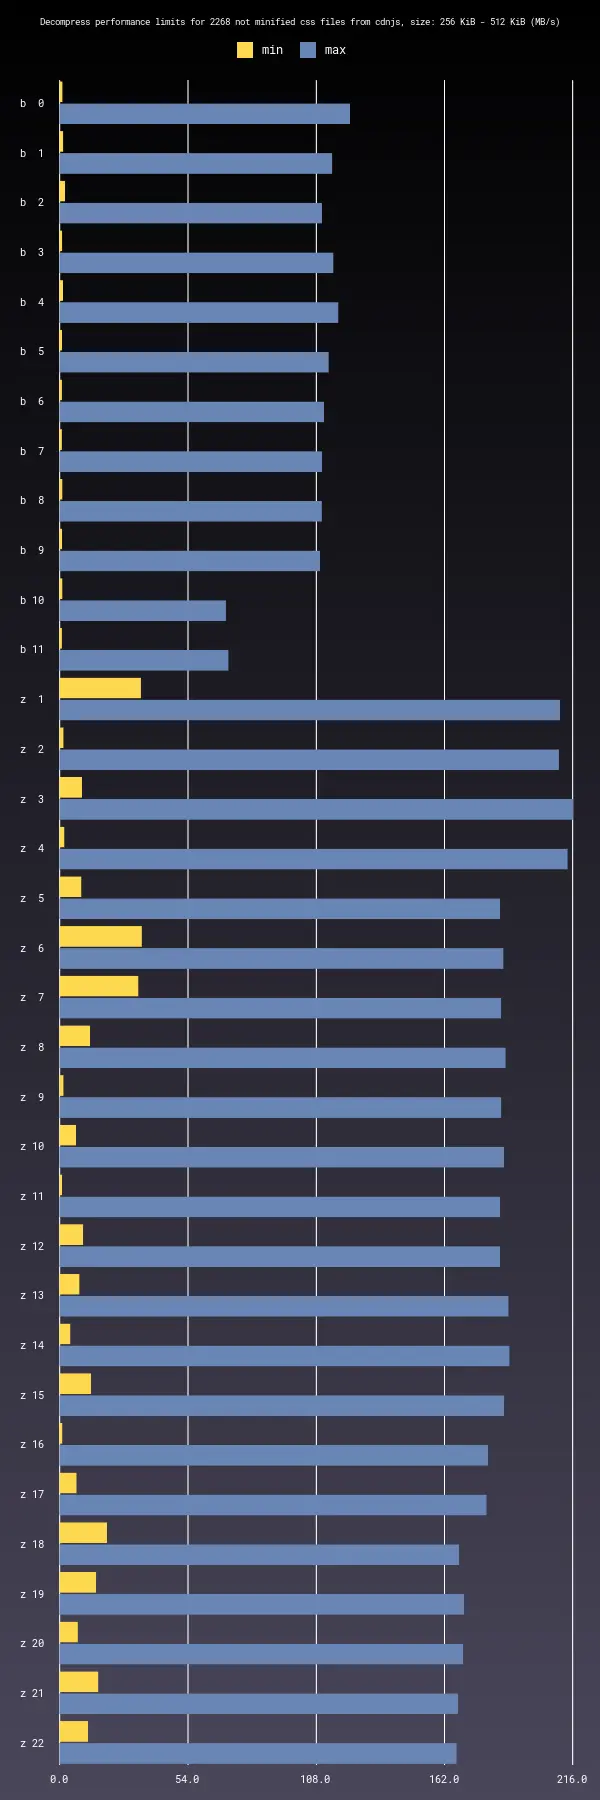 Decompress performance limits for 2268 not minified css files from cdnjs, size: 256 KiB - 512 KiB (MB/s)
min max
b 0
b 1
b 2
b 3
b 4
b 5
b 6
b 7
b 8
b 9
b 10
b 11
z 1
z 2
z 3
z 4
z 5
z 6
z 7
z 8
z 9
z 10
z 11
z 12
z 13
z 14
z 15
z 16
z 17
z 18
z 19
z 20
z 21
z 22
0.0 54.0 108.0 162.0 216.0